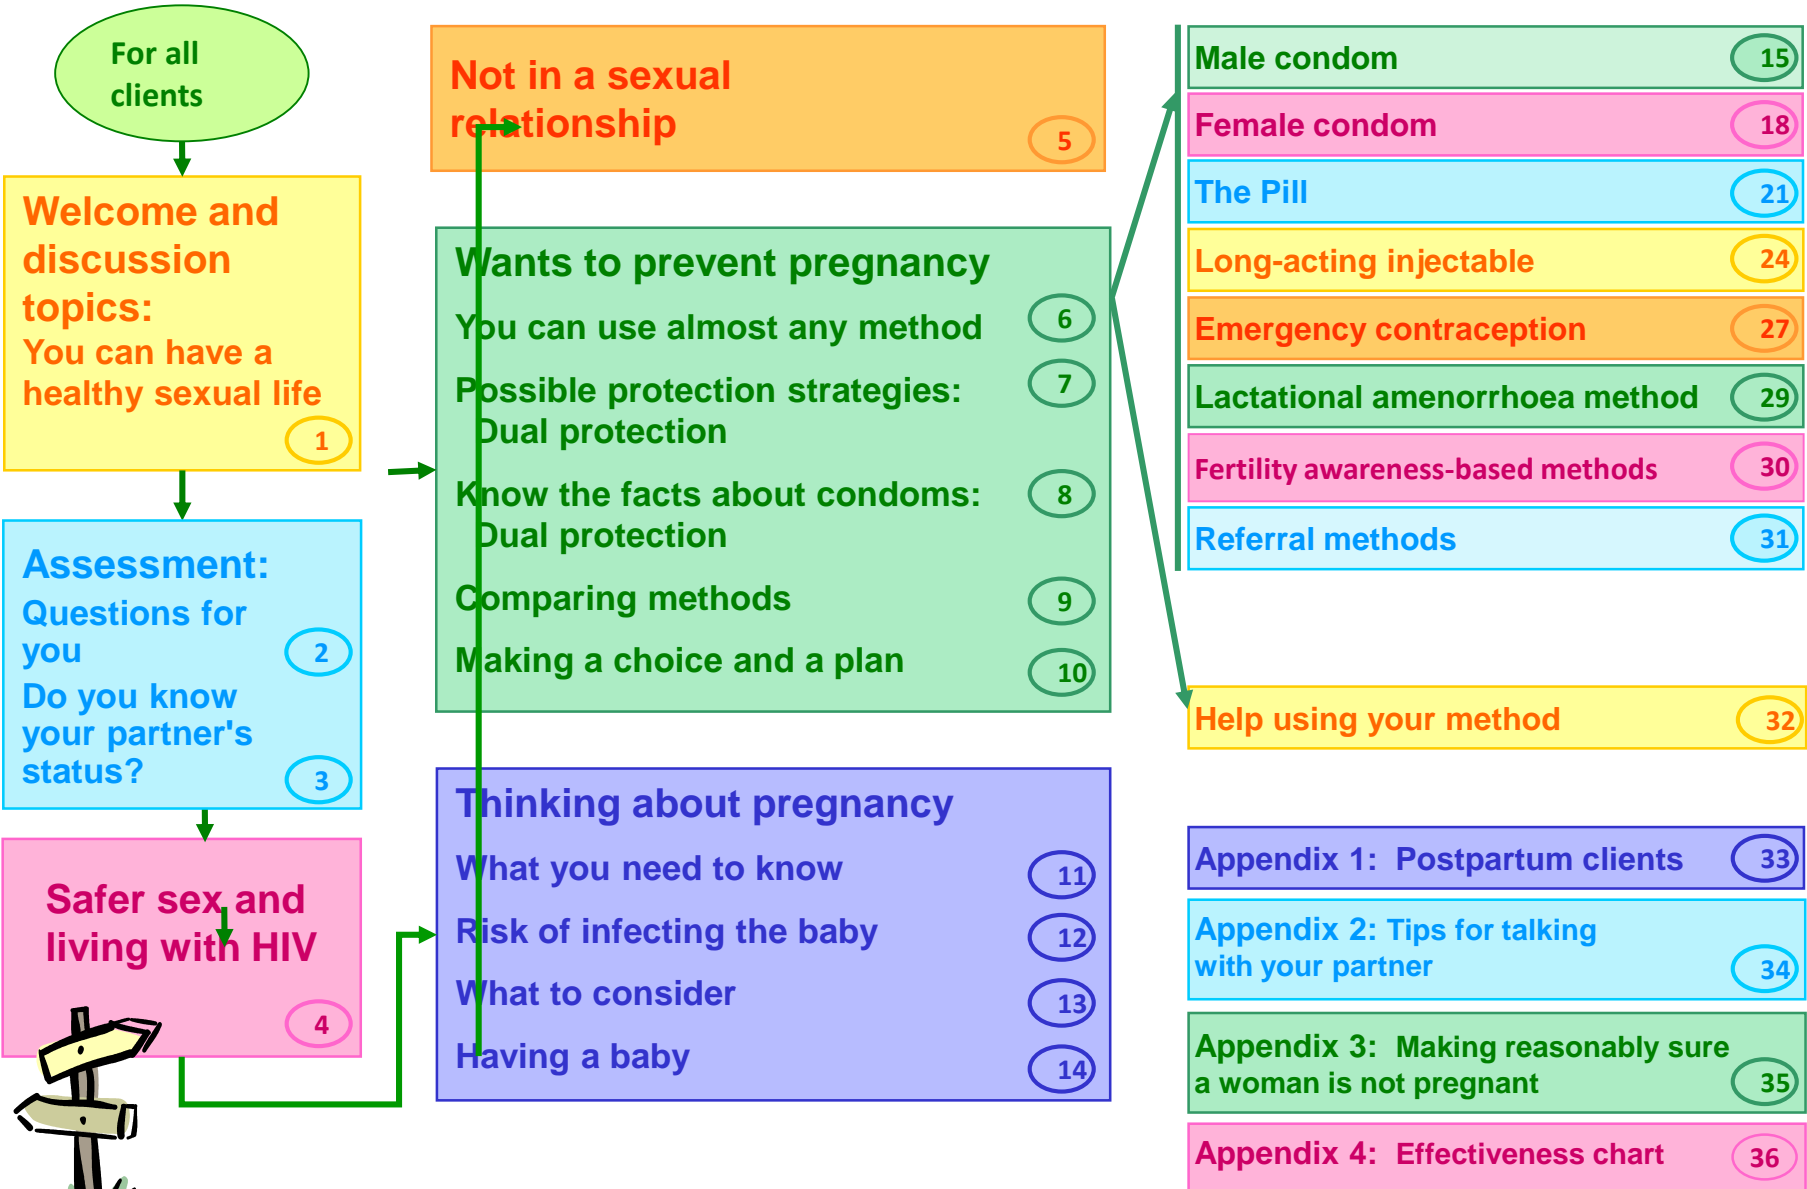 For all
clients
Welcome and
discussion
topics:
You can have a
healthy sexual life
1
Assessment:
Questions for
you
2
Do you know
your partner's
status?
3
Safer sex and
living with HIV
4
Not in a sexual
relationship
5
Wants to prevent pregnancy
You can use almost any method
6
Possible protection strategies:
Dual protection
7
Know the facts about condoms:
Dual protection
8
Comparing methods
9
Making a choice and a plan
10
Thinking about pregnancy
What you need to know
11
Risk of infecting the baby
12
What to consider
13
Having a baby
14
Male condom 15
Female condom 18
The Pill 21
Long-acting injectable 24
Emergency contraception 27
Lactational amenorrhoea method 29
Fertility awareness-based methods 30
Referral methods 31
Help using your method 32
Appendix 1: Postpartum clients 33
Appendix 2: Tips for talking
with your partner 34
Appendix 3: Making reasonably sure
a woman is not pregnant 35
Appendix 4: Effectiveness chart 36